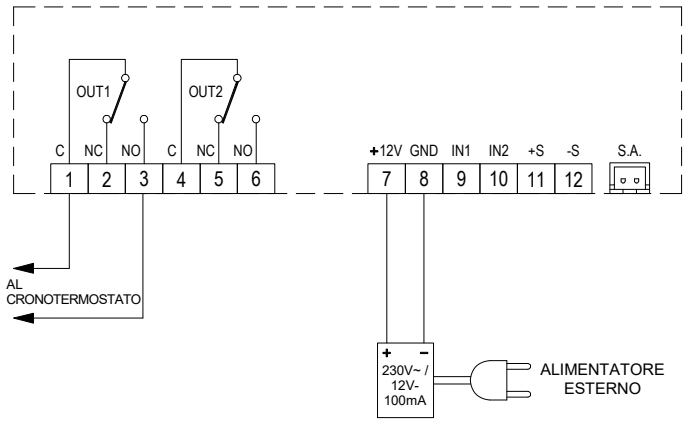 OUT1 OUT2
C NC NO C NC NO +12V GND IN1 IN2 +S -S S.A.
1 2 3 4 5 6 7 8 9 10 11 12
AL
CRONOTERMOSTATO
+ −
230V~ /
12V-
100mA
ALIMENTATORE
ESTERNO